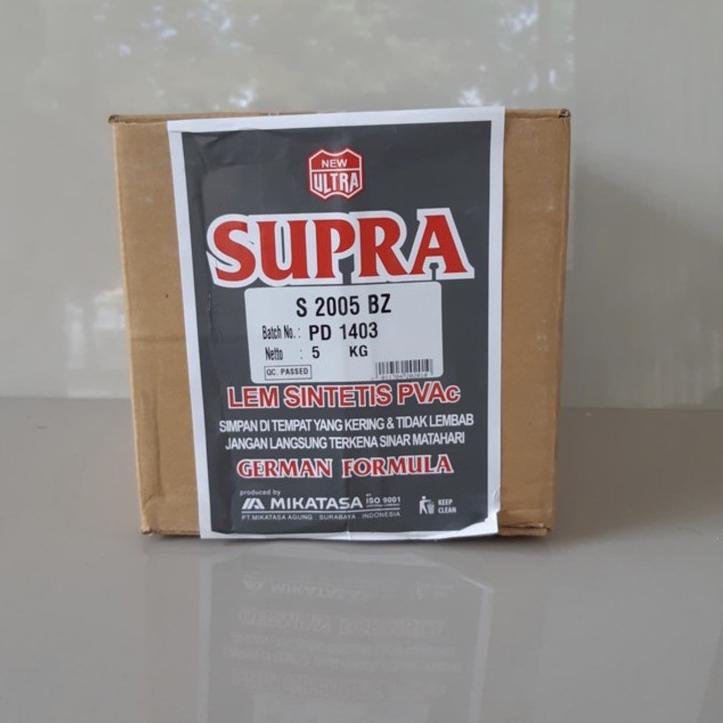 NEW
ULTRA
SUPRA
S 2005 BZ
Batch No. : PD 1403
Netto : 5 KG
QC. PASSED
LEM SINTETIS PVAc
SIMPAN DI TEMPAT YANG KERING & TIDAK LEMBAB
JANGAN LANGSUNG TERKENA SINAR MATAHARI
GERMAN FORMULA
produced by
MIKATASA ISO 9001
PT. MIKATASA AGUNG . SURABAYA . INDONESIA
KEEP
CLEAN